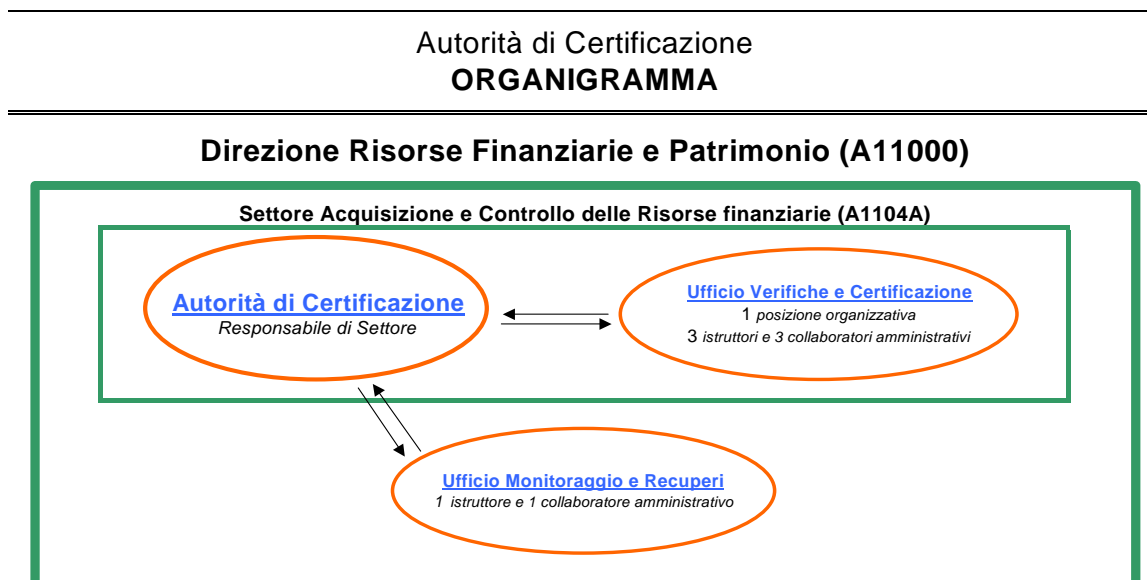 Autorità di Certificazione
ORGANIGRAMMA
Direzione Risorse Finanziarie e Patrimonio (A11000)
Settore Acquisizione e Controllo delle Risorse finanziarie (A1104A)
Autorità di Certificazione
Responsabile di Settore
Ufficio Verifiche e Certificazione
1 posizione organizzativa
3 istruttori e 3 collaboratori amministrativi
Ufficio Monitoraggio e Recuperi
1 istruttore e 1 collaboratore amministrativo